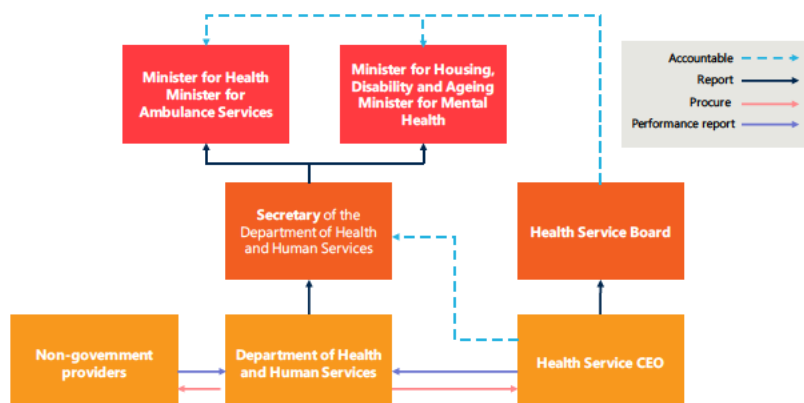 Minister for Health
Minister for
Ambulance Services
Minister for Housing,
Disability and Ageing
Minister for Mental
Health
Accountable
Report
Procure
Performance report
Secretary of the
Department of Health
and Human Services
Health Service Board
Non-government
providers
Department of Health
and Human Services
Health Service CEO